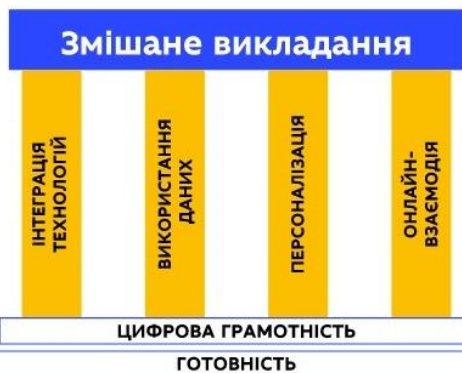 Змішане викладання
ІНТЕГРАЦІЯ
ТЕХНОЛОГІЙ
ВИКОРИСТАННЯ
ДАНИХ
ПЕРСОНАЛІЗАЦІЯ
ОНЛАЙН-
ВЗАЄМОДІЯ
ЦИФРОВА ГРАМОТНІСТЬ
ГОТОВНІСТЬ